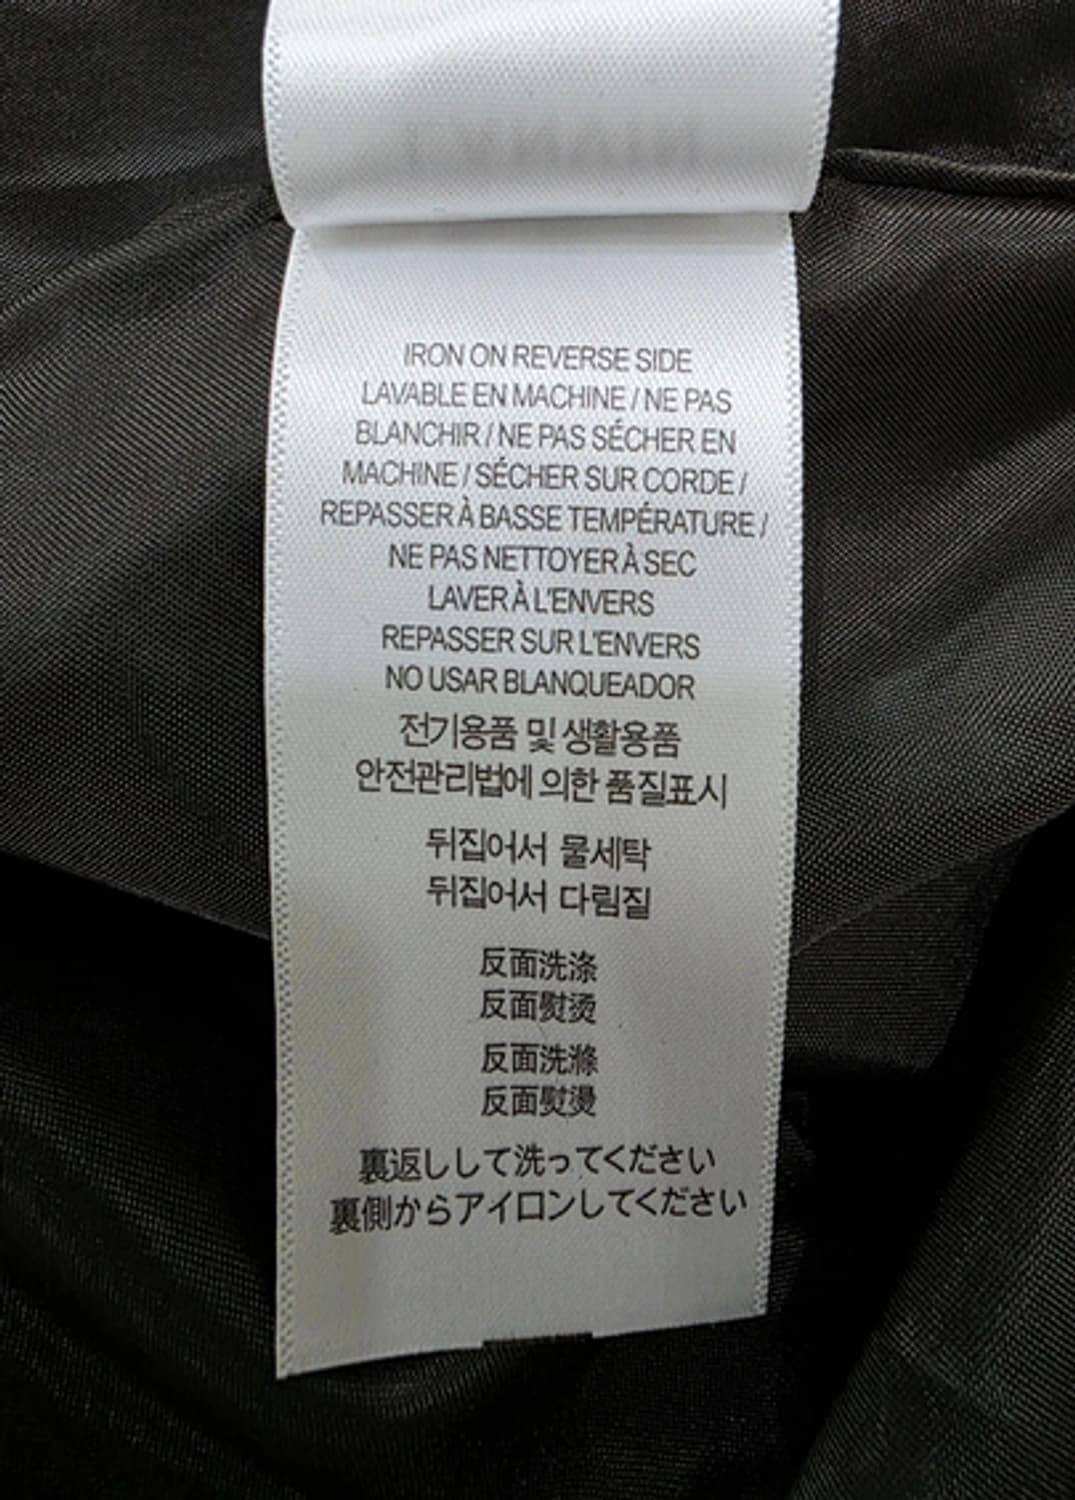 IRON ON REVERSE SIDE
LAVABLE EN MACHINE / NE PAS
BLANCHIR / NE PAS SÉCHER EN
MACHINE / SÉCHER SUR CORDE /
REPASSER À BASSE TEMPÉRATURE /
NE PAS NETTOYER À SEC
LAVER À L'ENVERS
REPASSER SUR L'ENVERS
NO USAR BLANQUEADOR
전기용품 및 생활용품
안전관리법에 의한 품질표시
뒤집어서 물세탁
뒤집어서 다림질
反面洗涤
反面熨烫
反面洗滌
反面熨燙
裏返しして洗ってください
裏側からアイロンしてください